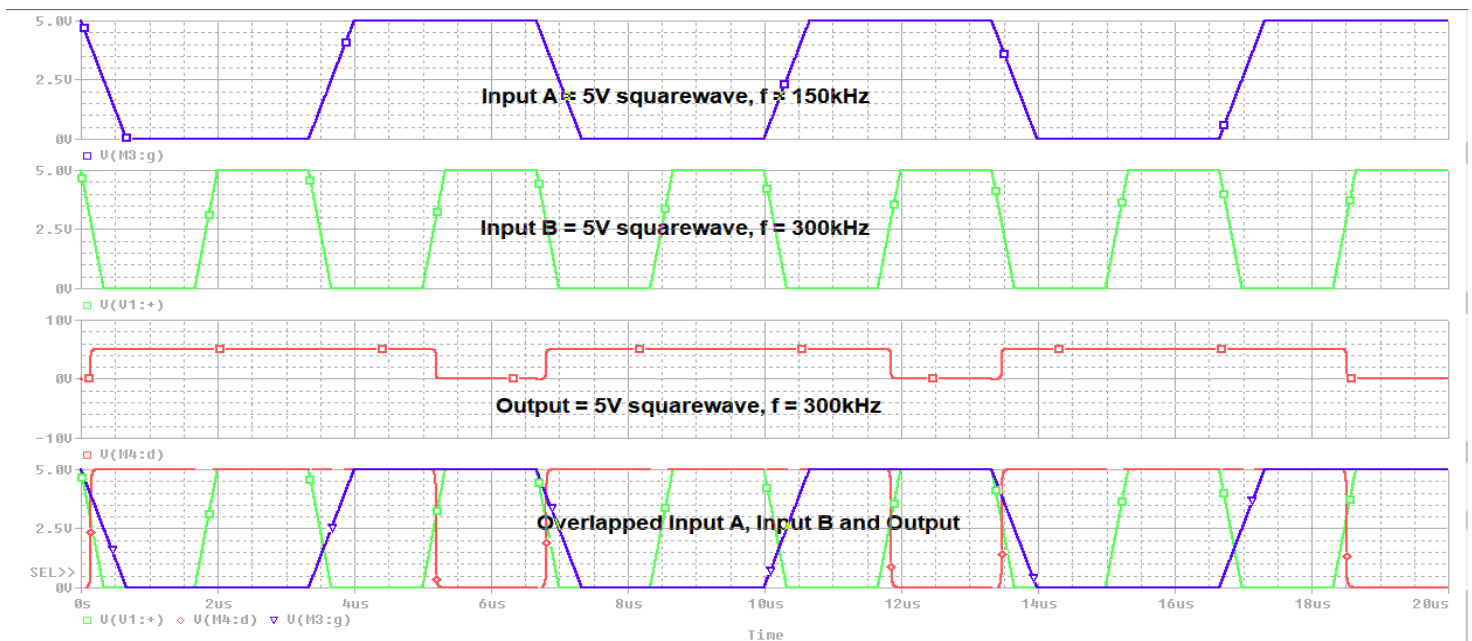 5.0V
2.5V
0V
Input A = 5V squarewave, f = 150kHz
V(M3:g)
5.0V
2.5V
0V
Input B = 5V squarewave, f = 300kHz
V(V1:+)
10V
0V
-10V
Output = 5V squarewave, f = 300kHz
V(M4:d)
5.0V
2.5V
0V
Overlapped Input A, Input B and Output
SEL>>
0s 2us 4us 6us 8us 10us 12us 14us 16us 18us 20us
V(V1:+) V(M4:d) V(M3:g)
Time